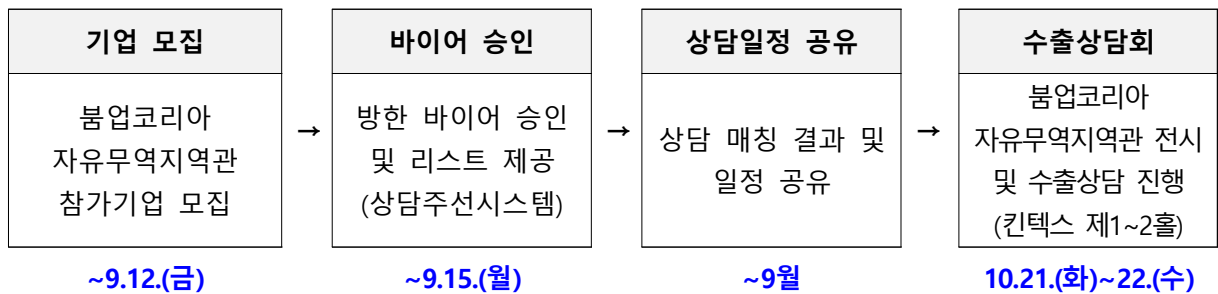 기업 모집
붐업코리아
자유무역지역관
참가기업 모집
~9.12.(금)
→
바이어 승인
방한 바이어 승인
및 리스트 제공
(상담주선시스템)
~9.15.(월)
→
상담일정 공유
상담 매칭 결과 및
일정 공유
~9월
→
수출상담회
붐업코리아
자유무역지역관 전시
및 수출상담 진행
(킨텍스 제1~2홀)
10.21.(화)~22.(수)